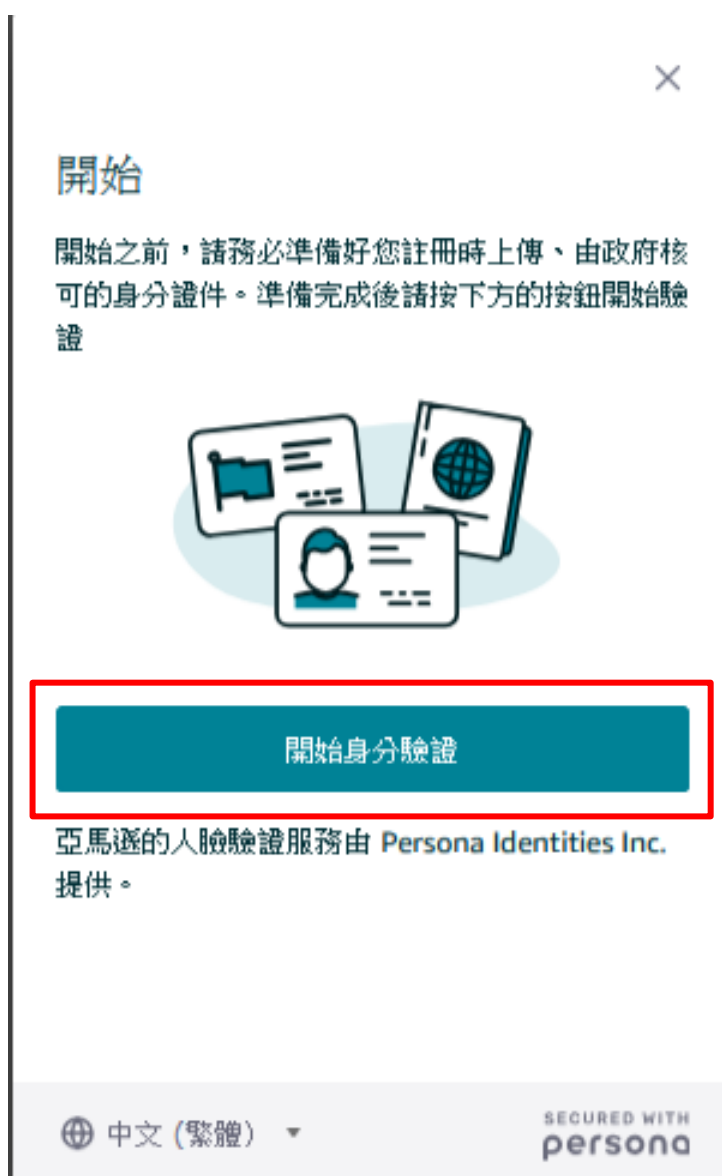 開始
開始之前，請務必準備好您註冊時上傳、由政府核
可的身分證件。準備完成後請按下方的按鈕開始驗
證
開始身分驗證
亞馬遜的人臉驗證服務由 Persona Identities Inc.
提供。
中文 (繁體)
SECURED WITH
persona